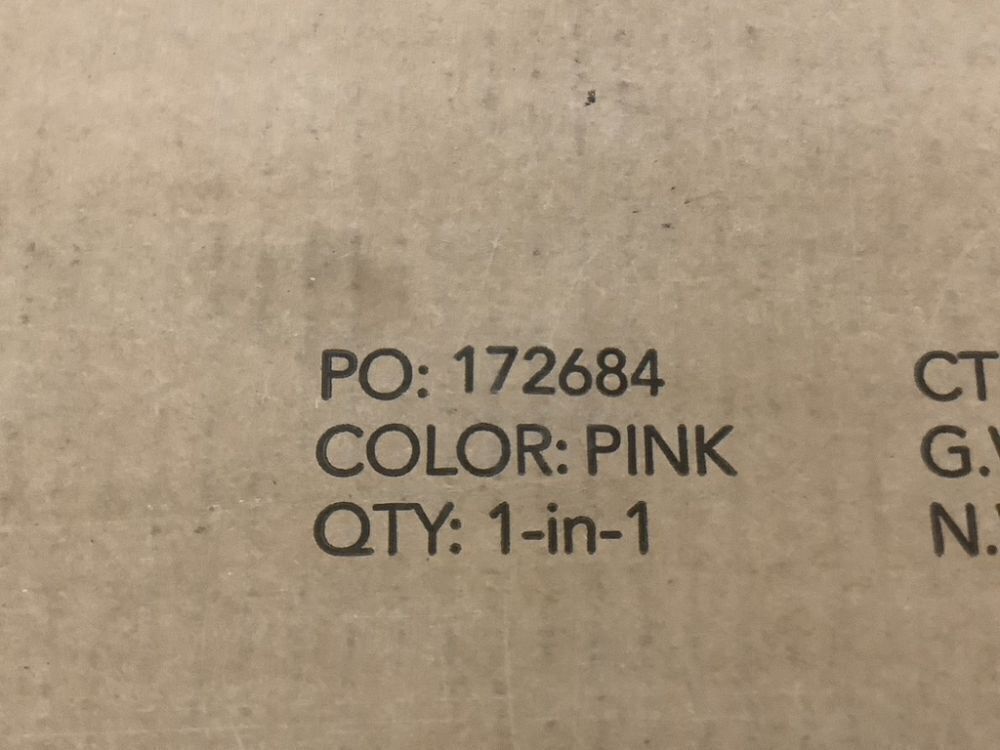 PO: 172684
COLOR: PINK
QTY: 1-in-1